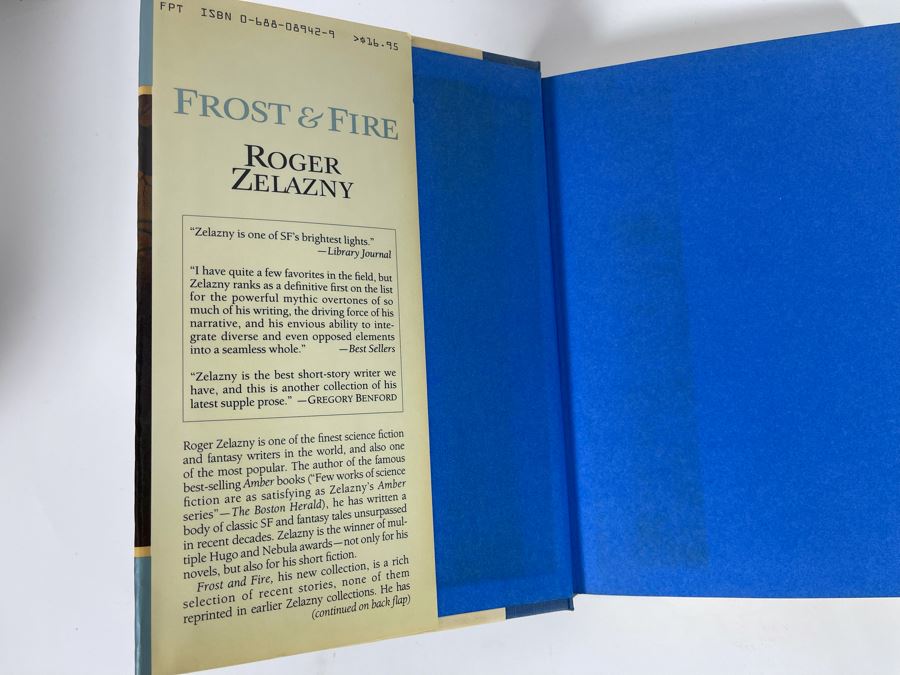 FPT ISBN 0-688-08942-9 >$16.95
FROST & FIRE
ROGER
ZELAZNY
“Zelazny is one of SF’s brightest lights.”
—Library Journal
“I have quite a few favorites in the field, but
Zelazny ranks as a definitive first on the list
for the powerful mythic overtones of so
much of his writing, the driving force of his
narrative, and his envious ability to inte-
grate diverse and even opposed elements
into a seamless whole.” —Best Sellers
“Zelazny is the best short-story writer we
have, and this is another collection of his
latest supple prose.” —GREGORY BENFORD
Roger Zelazny is one of the finest science fiction
and fantasy writers in the world, and also one
of the most popular. The author of the famous
best-selling Amber books (“Few works of science
fiction are as satisfying as Zelazny’s Amber
series”—The Boston Herald), he has written a
body of classic SF and fantasy tales unsurpassed
in recent decades. Zelazny is the winner of mul-
tiple Hugo and Nebula awards—not only for his
novels, but also for his short fiction.
Frost and Fire, his new collection, is a rich
selection of recent stories, none of them
reprinted in earlier Zelazny collections. He has
(continued on back flap)